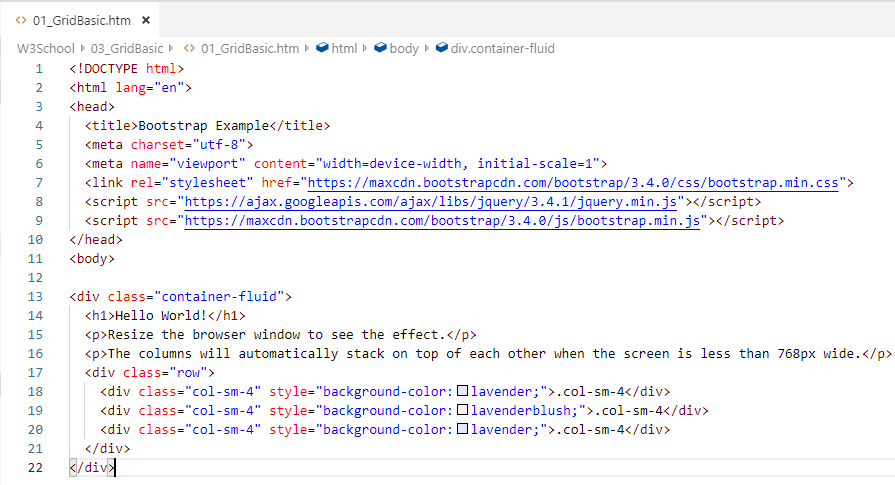 01_GridBasic.htm ×
W3School 03_GridBasic <> 01_GridBasic.htm html body div.container-fluid
1 <!DOCTYPE html>
2 <html lang="en">
3 <head>
4   <title>Bootstrap Example</title>
5   <meta charset="utf-8">
6   <meta name="viewport" content="width=device-width, initial-scale=1">
7   <link rel="stylesheet" href="https://maxcdn.bootstrapcdn.com/bootstrap/3.4.0/css/bootstrap.min.css">
8   <script src="https://ajax.googleapis.com/ajax/libs/jquery/3.4.1/jquery.min.js"></script>
9   <script src="https://maxcdn.bootstrapcdn.com/bootstrap/3.4.0/js/bootstrap.min.js"></script>
10 </head>
11 <body>
12
13 <div class="container-fluid">
14   <h1>Hello World!</h1>
15   <p>Resize the browser window to see the effect.</p>
16   <p>The columns will automatically stack on top of each other when the screen is less than 768px wide.</p>
17   <div class="row">
18     <div class="col-sm-4" style="background-color:lavender;">.col-sm-4</div>
19     <div class="col-sm-4" style="background-color:lavenderblush;">.col-sm-4</div>
20     <div class="col-sm-4" style="background-color:lavender;">.col-sm-4</div>
21   </div>
22 </div>